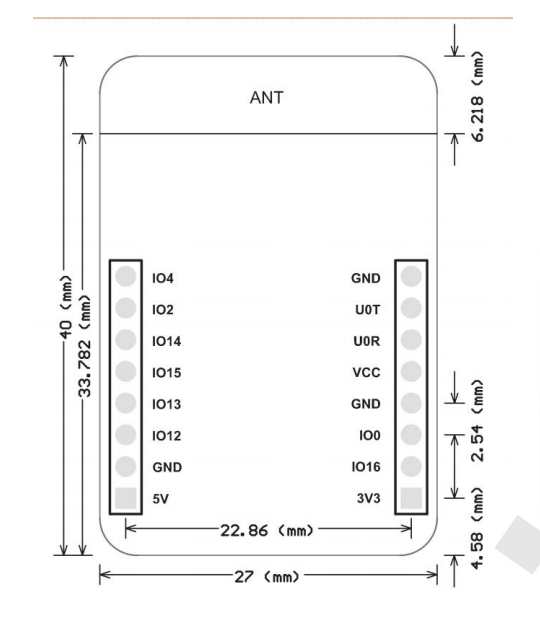 ANT
6.218 (mm)
40 (mm)
33.782 (mm)
IO4 GND
IO2 U0T
IO14 U0R
IO15 VCC
IO13 GND
IO12 IO0
GND IO16
5V 3V3
2.54 (mm)
4.58 (mm)
22.86 (mm)
27 (mm)